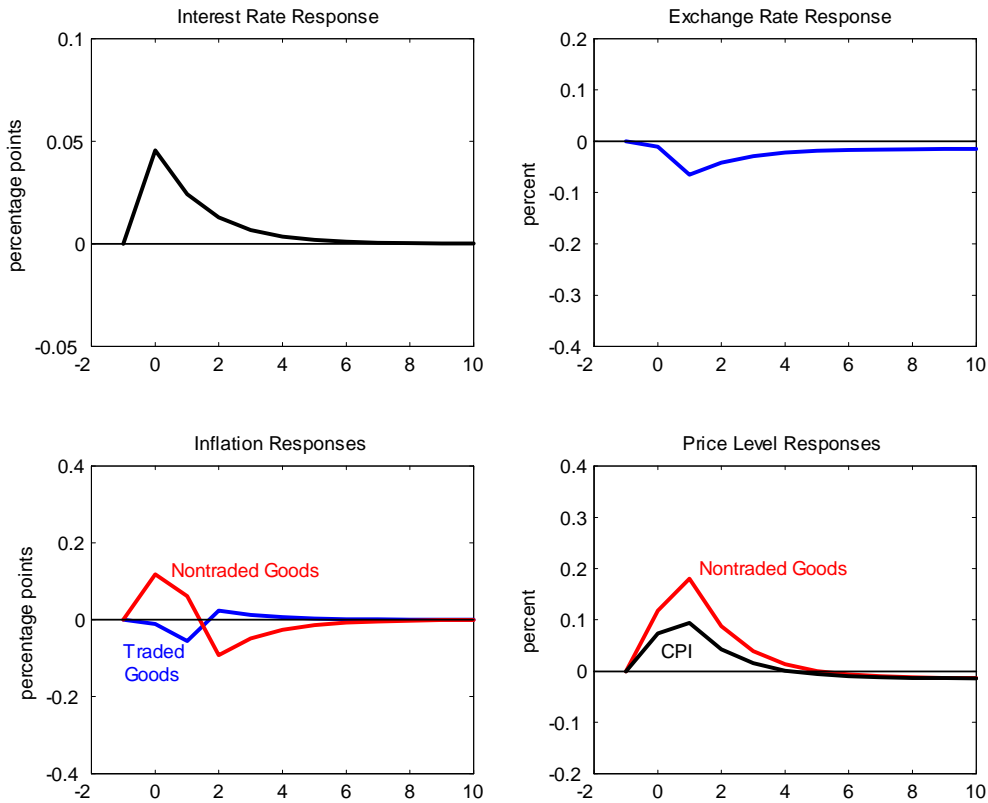 Interest Rate Response
0.1
0.05
0
-0.05
percentage points
-2 0 2 4 6 8 10
Exchange Rate Response
0.2
0.1
0
-0.1
-0.2
-0.3
-0.4
percent
-2 0 2 4 6 8 10
Inflation Responses
0.4
0.2
0
-0.2
-0.4
percentage points
Nontraded Goods
Traded
Goods
-2 0 2 4 6 8 10
Price Level Responses
0.4
0.3
0.2
0.1
0
-0.1
-0.2
percent
Nontraded Goods
CPI
-2 0 2 4 6 8 10